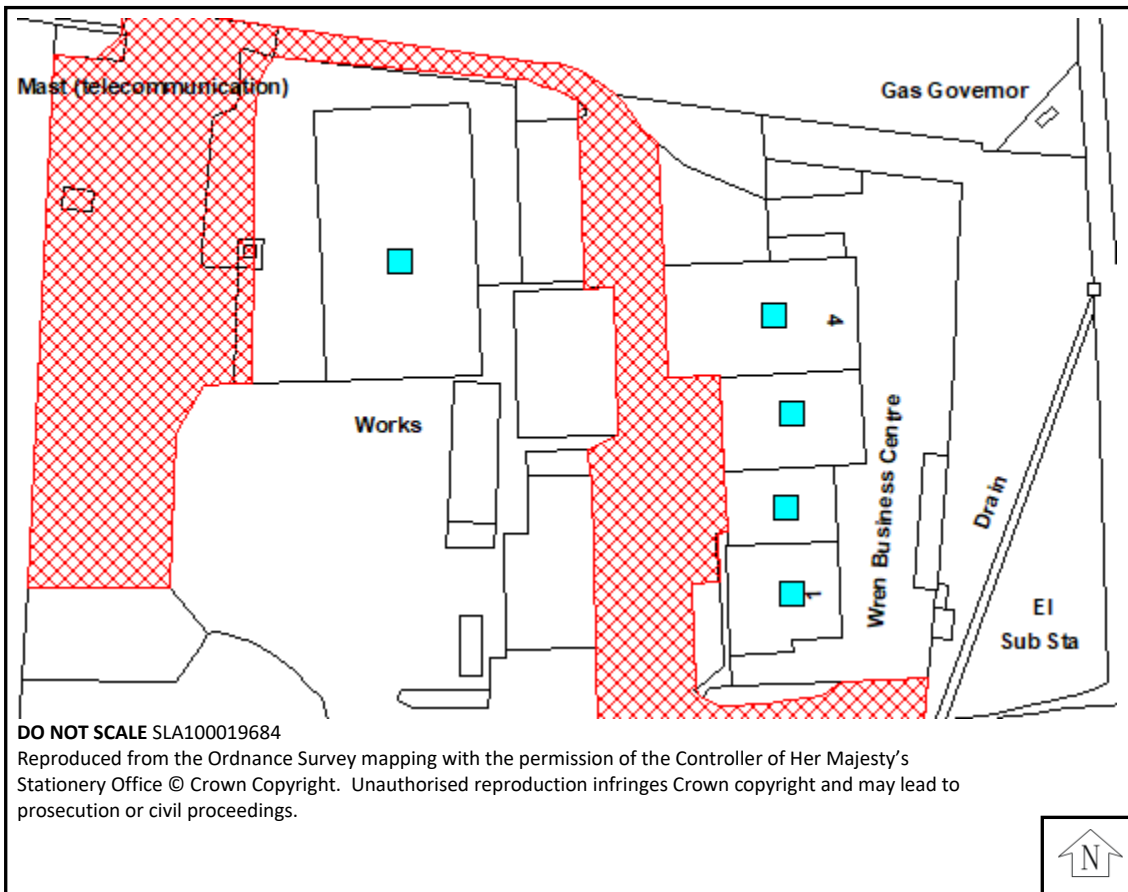 Mast (telecommunication)
Gas Governor
4
Works
Wren Business Centre
Drain
1
El
Sub Sta
DO NOT SCALE SLA100019684
Reproduced from the Ordnance Survey mapping with the permission of the Controller of Her Majesty’s
Stationery Office © Crown Copyright.  Unauthorised reproduction infringes Crown copyright and may lead to
prosecution or civil proceedings.
N